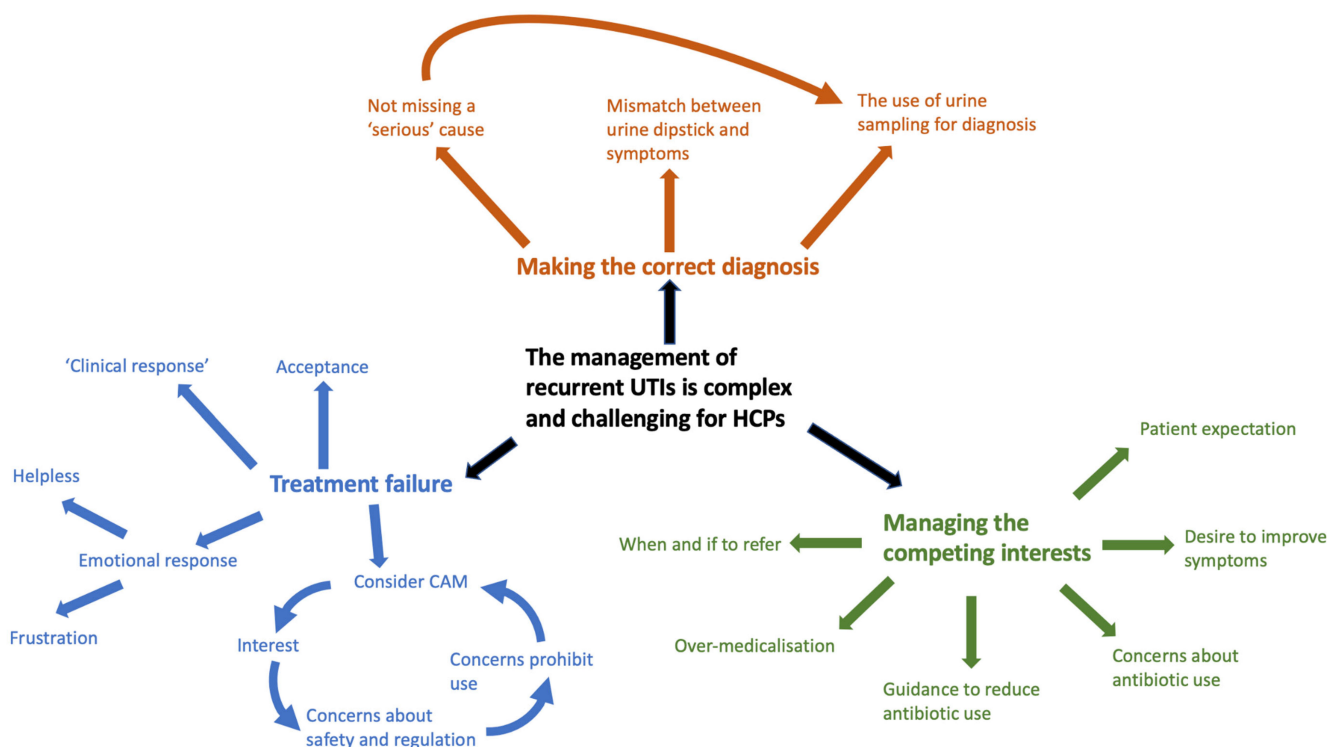 Not missing a
‘serious’ cause
Mismatch between
urine dipstick and
symptoms
The use of urine
sampling for diagnosis
Making the correct diagnosis
The management of
recurrent UTIs is complex
and challenging for HCPs
‘Clinical response’
Acceptance
Helpless
Treatment failure
Emotional response
Frustration
Consider CAM
Interest
Concerns prohibit
use
Concerns about
safety and regulation
Patient expectation
Managing the
competing interests
When and if to refer
Desire to improve
symptoms
Over-medicalisation
Guidance to reduce
antibiotic use
Concerns about
antibiotic use